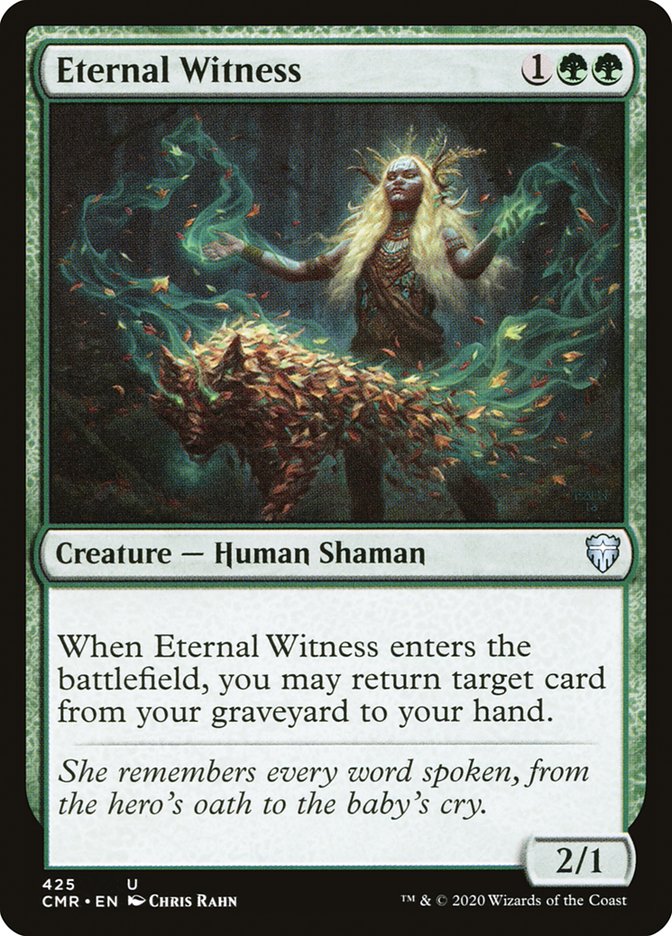 Eternal Witness 1
Creature — Human Shaman
When Eternal Witness enters the
battlefield, you may return target card
from your graveyard to your hand.
She remembers every word spoken, from
the hero's oath to the baby's cry.
2/1
425 U
CMR • EN Chris Rahn ™ & © 2020 Wizards of the Coast